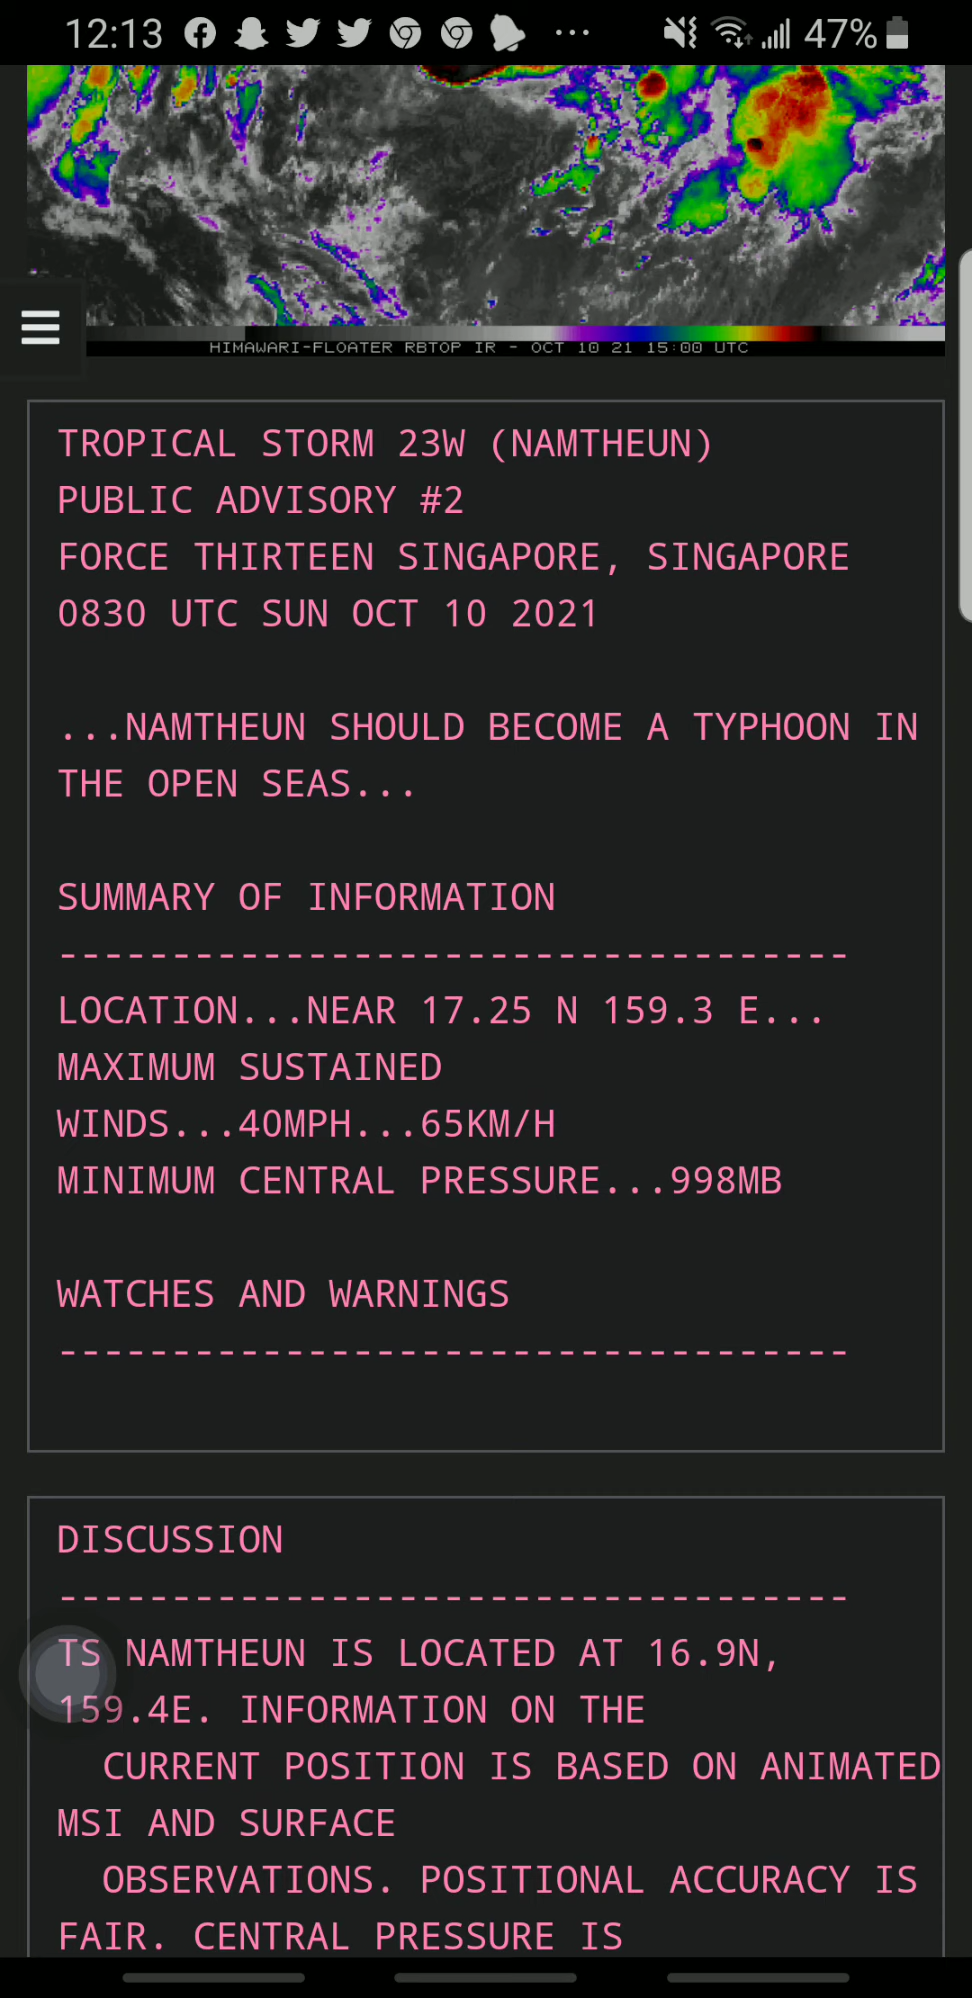 12:13 ... 47%
HIMAWARI-FLOATER RBTOP IR - OCT 10 21 15:00 UTC
TROPICAL STORM 23W (NAMTHEUN)
PUBLIC ADVISORY #2
FORCE THIRTEEN SINGAPORE, SINGAPORE
0830 UTC SUN OCT 10 2021
...NAMTHEUN SHOULD BECOME A TYPHOON IN
THE OPEN SEAS...
SUMMARY OF INFORMATION
-----------------------------------
LOCATION...NEAR 17.25 N 159.3 E...
MAXIMUM SUSTAINED
WINDS...40MPH...65KM/H
MINIMUM CENTRAL PRESSURE...998MB
WATCHES AND WARNINGS
-----------------------------------
DISCUSSION
-----------------------------------
TS NAMTHEUN IS LOCATED AT 16.9N,
159.4E. INFORMATION ON THE
CURRENT POSITION IS BASED ON ANIMATED
MSI AND SURFACE
OBSERVATIONS. POSITIONAL ACCURACY IS
FAIR. CENTRAL PRESSURE IS